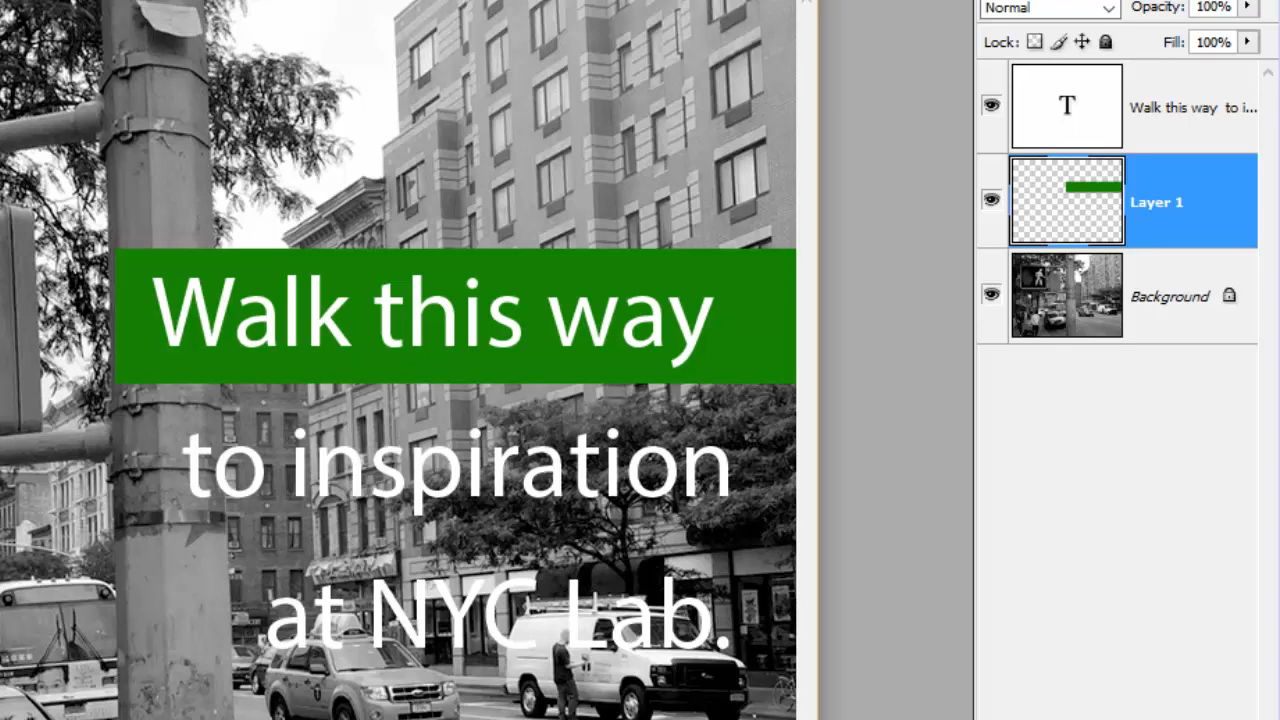 Normal
Opacity: 100%
Lock: Fill: 100%
T
Walk this way to i...
Layer 1
Background
Walk this way
to inspiration
at NYC Lab.